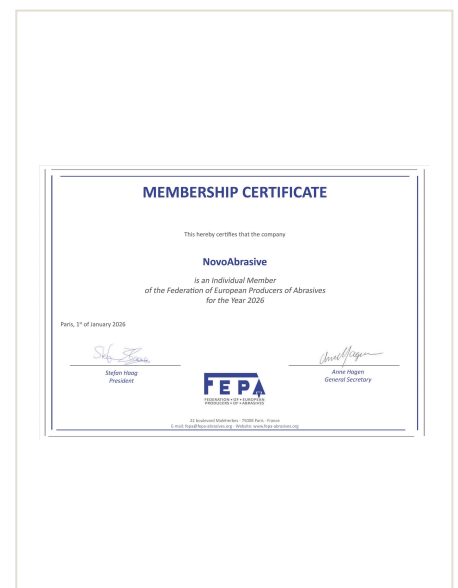 MEMBERSHIP CERTIFICATE
This hereby certifies that the company
NovoAbrasive
is an Individual Member
of the Federation of European Producers of Abrasives
for the Year 2026
Paris, 1st of January 2026
Stefan Haag
President
Anne Hagen
Anne Hagen
General Secretary
FEPA
FEDERATION • OF • EUROPEAN
PRODUCERS • OF • ABRASIVES
boulevard Malesherbes - 75008 Paris - France
E-mail: fepa@fepa-abrasives.org - Website: www.fepa-abrasives.org